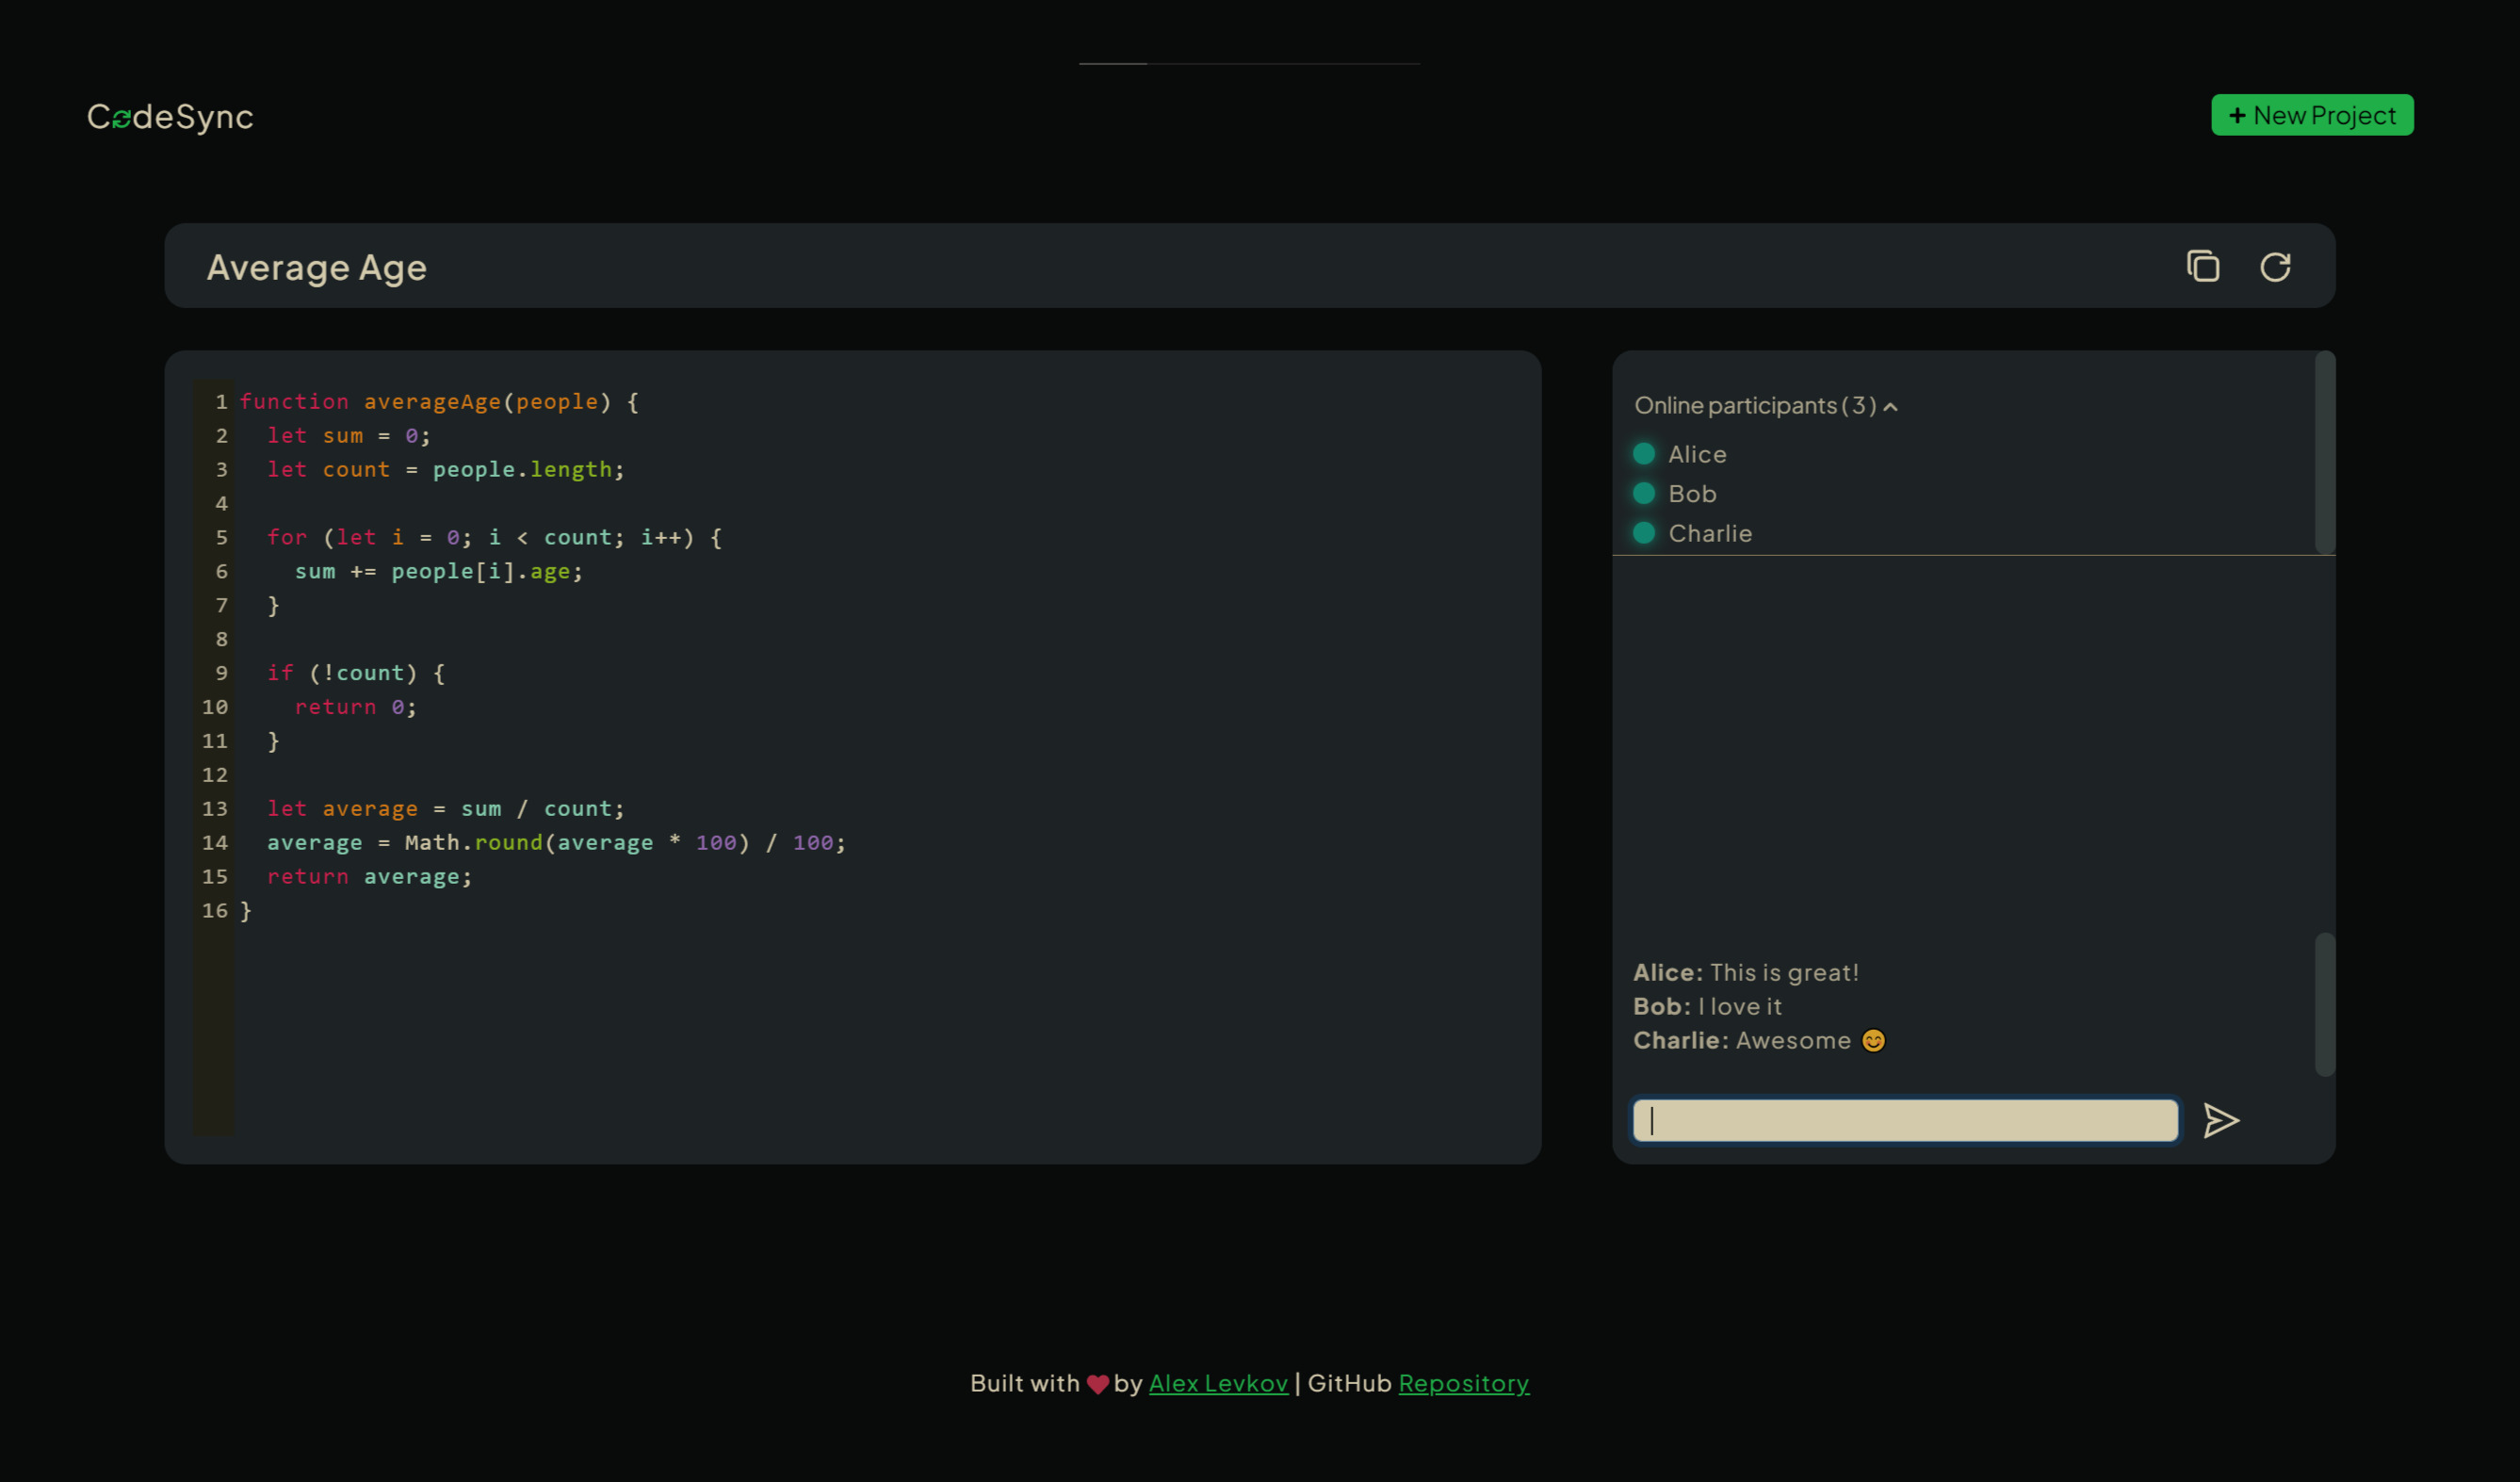 CodeSync
+ New Project
Average Age
1 function averageAge(people) {
2   let sum = 0;
3   let count = people.length;
4
5   for (let i = 0; i < count; i++) {
6     sum += people[i].age;
7   }
8
9   if (!count) {
10     return 0;
11   }
12
13   let average = sum / count;
14   average = Math.round(average * 100) / 100;
15   return average;
16 }
Online participants (3)
Alice
Bob
Charlie
Alice: This is great!
Bob: I love it
Charlie: Awesome 😊
Built with ❤ by Alex Levkov | GitHub Repository